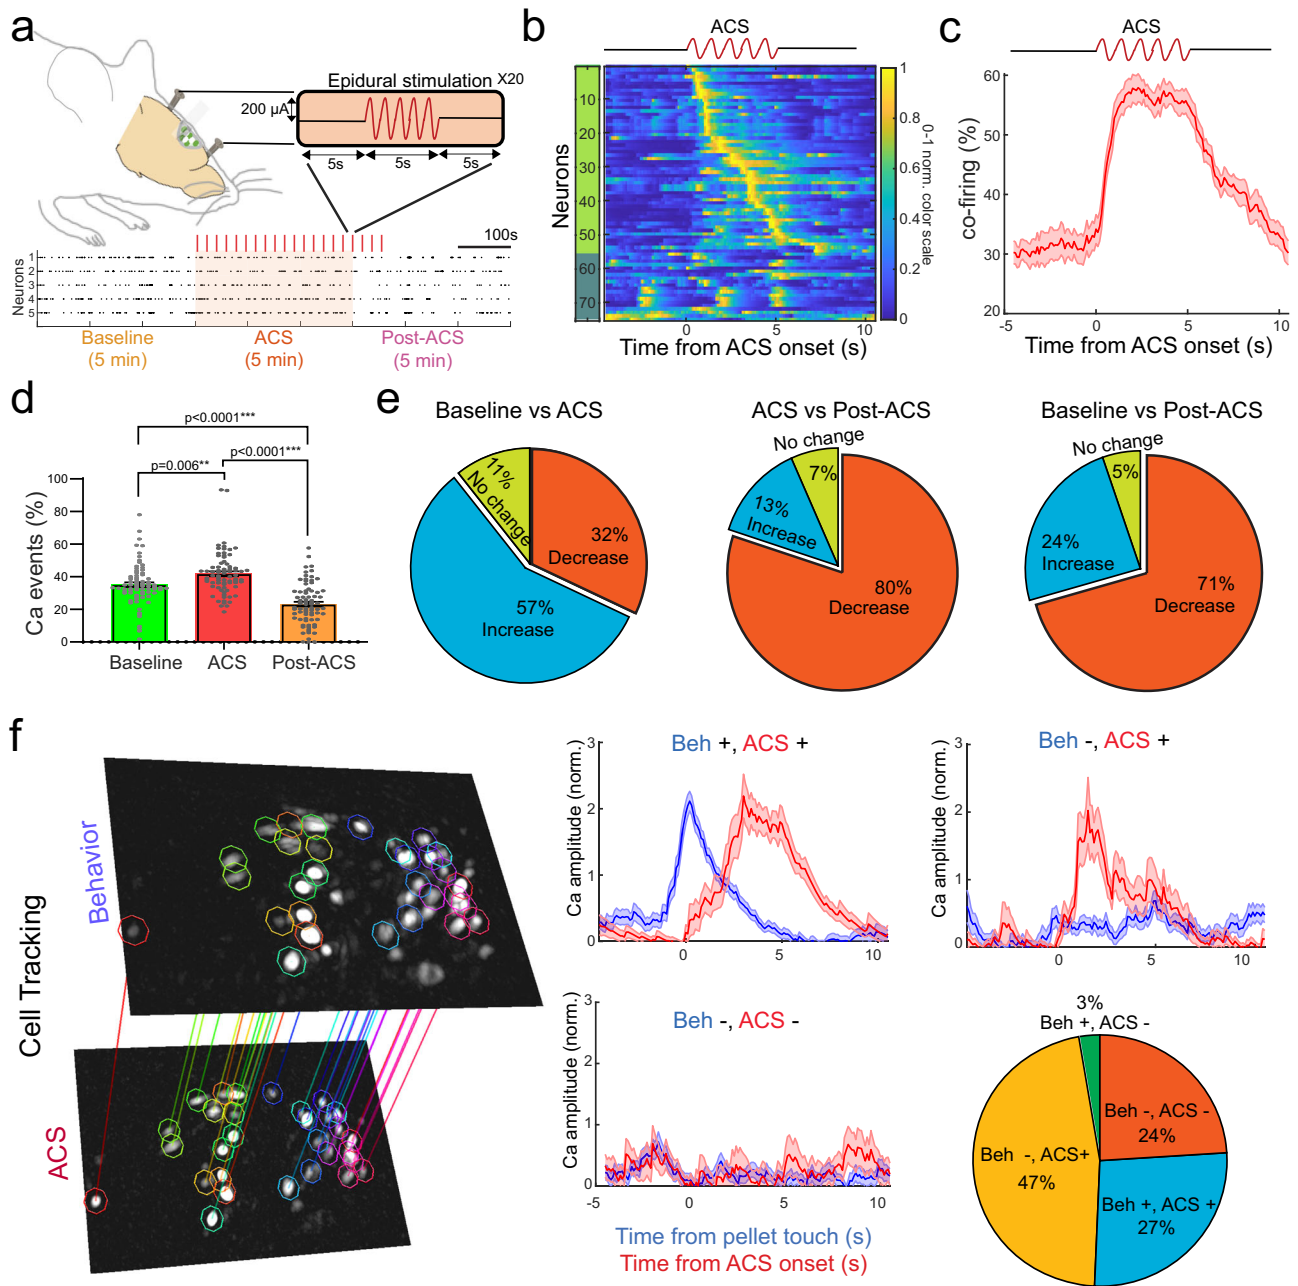 a
Epidural stimulation X20
200 µA
5s 5s 5s
100s
Neurons
1
2
3
4
5
Baseline
(5 min)
ACS
(5 min)
Post-ACS
(5 min)
b
ACS
Neurons
10
20
30
40
50
60
70
0 5 10
Time from ACS onset (s)
1
0.8
0.6
0.4
0.2
0
0-1 norm. color scale
c
ACS
co-firing (%)
60
50
40
30
20
-5 0 5 10
Time from ACS onset (s)
d
p<0.0001***
p<0.0001***
p=0.006**
Ca events (%)
100
80
60
40
20
0
Baseline ACS Post-ACS
e
Baseline vs ACS
11%
No change
32%
Decrease
57%
Increase
ACS vs Post-ACS
No change
7%
13%
Increase
80%
Decrease
Baseline vs Post-ACS
No change
5%
24%
Increase
71%
Decrease
f
Cell Tracking
Behavior
ACS
Beh +, ACS +
Ca amplitude (norm.)
3
2
1
0
0 5 10
Beh -, ACS +
Ca amplitude (norm.)
3
2
1
0
0 5 10
Beh -, ACS -
Ca amplitude (norm.)
3
2
1
0
-5 0 5 10
Time from pellet touch (s)
Time from ACS onset (s)
3%
Beh +, ACS -
Beh -, ACS -
24%
Beh -, ACS+
47%
Beh +, ACS +
27%